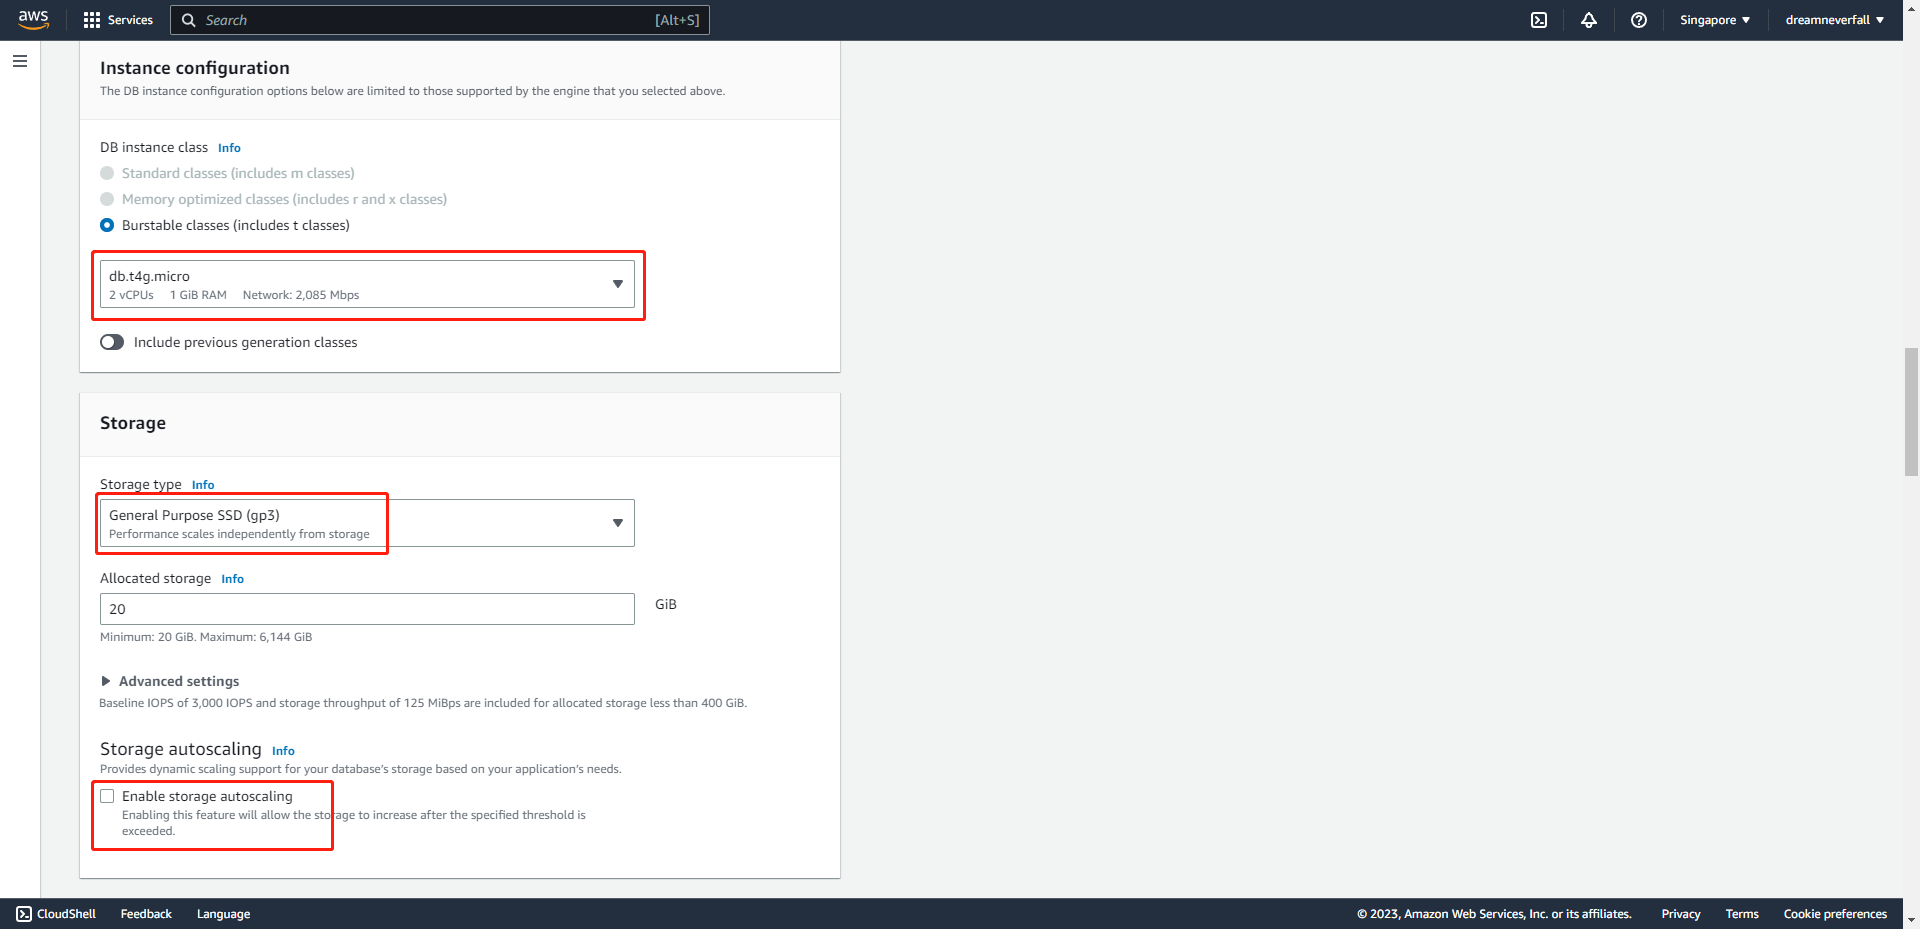 aws
Services
Search
[Alt+S]
Singapore
dreamneverfall
Instance configuration
The DB instance configuration options below are limited to those supported by the engine that you selected above.
DB instance class Info
Standard classes (includes m classes)
Memory optimized classes (includes r and x classes)
Burstable classes (includes t classes)
db.t4g.micro
2 vCPUs 1 GiB RAM Network: 2,085 Mbps
Include previous generation classes
Storage
Storage type Info
General Purpose SSD (gp3)
Performance scales independently from storage
Allocated storage Info
20
GiB
Minimum: 20 GiB. Maximum: 6,144 GiB
Advanced settings
Baseline IOPS of 3,000 IOPS and storage throughput of 125 MiBps are included for allocated storage less than 400 GiB.
Storage autoscaling Info
Provides dynamic scaling support for your database's storage based on your application's needs.
Enable storage autoscaling
Enabling this feature will allow the storage to increase after the specified threshold is
exceeded.
CloudShell
Feedback
Language
© 2023, Amazon Web Services, Inc. or its affiliates.
Privacy
Terms
Cookie preferences